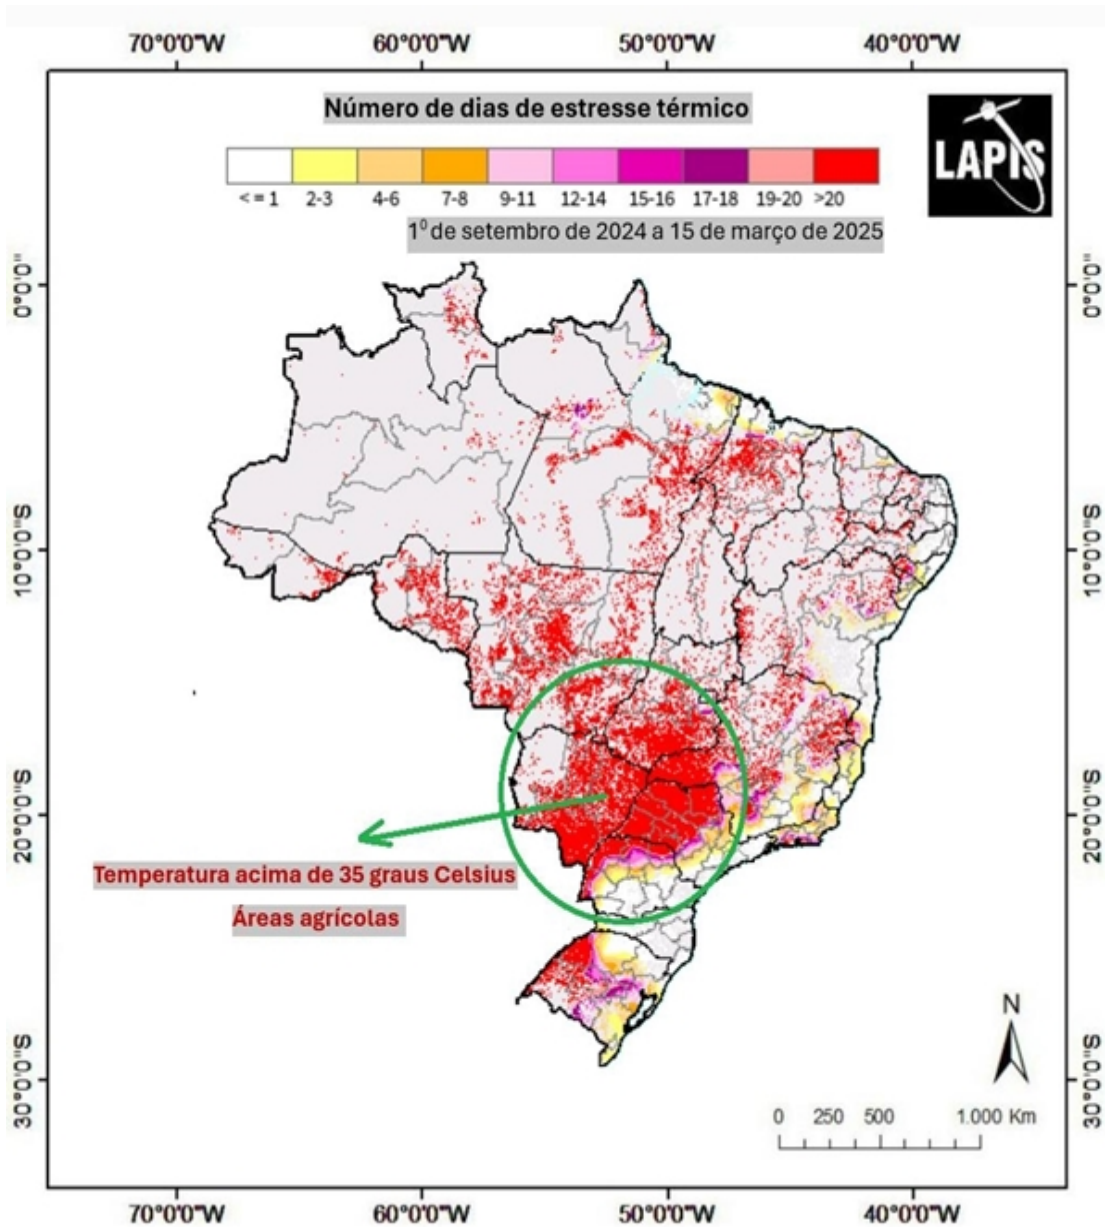 70°0'0"W 60°0'0"W 50°0'0"W 40°0'0"W
Número de dias de estresse térmico
LAPIS
<= 1 2-3 4-6 7-8 9-11 12-14 15-16 17-18 19-20 >20
1⁰ de setembro de 2024 a 15 de março de 2025
0°0'0" 0°0'0"
10°0'0"S 10°0'0"S
20°0'0"S 20°0'0"S
Temperatura acima de 35 graus Celsius
Áreas agrícolas
N
30°0'0"S 30°0'0"S
0 250 500 1.000 Km
70°0'0"W 60°0'0"W 50°0'0"W 40°0'0"W